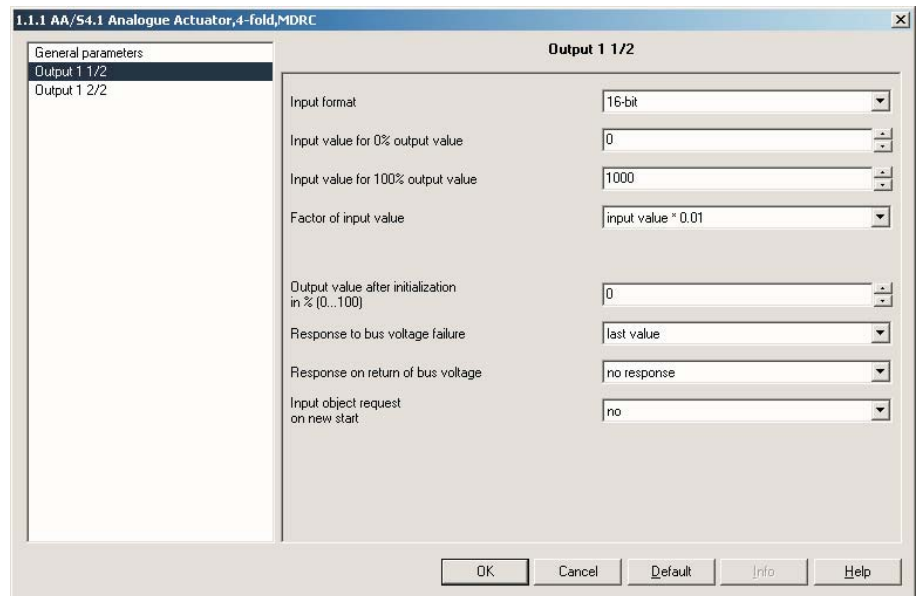 1.1.1 AA/S4.1 Analogue Actuator,4-fold,MDRC
General parameters
Output 1 1/2
Output 1 2/2
Output 1 1/2
Input format
16-bit
Input value for 0% output value
0
Input value for 100% output value
1000
Factor of input value
input value * 0.01
Output value after initialization
in % (0...100)
0
Response to bus voltage failure
last value
Response on return of bus voltage
no response
Input object request
on new start
no
OK
Cancel
Default
Info
Help